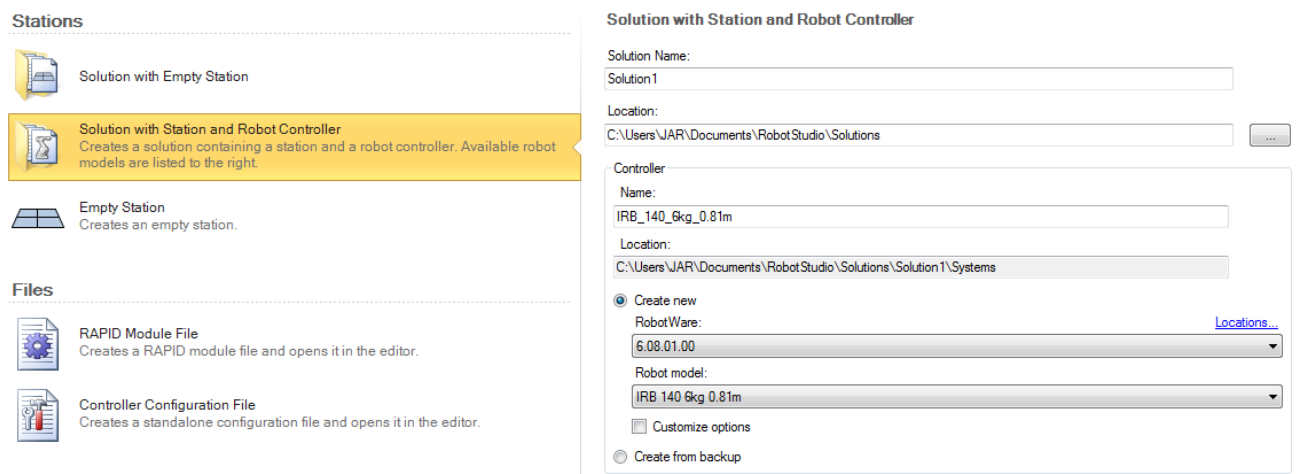 Stations
Solution with Empty Station
Solution with Station and Robot Controller
Creates a solution containing a station and a robot controller. Available robot
models are listed to the right.
Empty Station
Creates an empty station.
Files
RAPID Module File
Creates a RAPID module file and opens it in the editor.
Controller Configuration File
Creates a standalone configuration file and opens it in the editor.
Solution with Station and Robot Controller
Solution Name:
Solution1
Location:
C:\Users\JAR\Documents\RobotStudio\Solutions
...
Controller
Name:
IRB_140_6kg_0.81m
Location:
C:\Users\JAR\Documents\RobotStudio\Solutions\Solution1\Systems
Create new
RobotWare:
Locations...
6.08.01.00
Robot model:
IRB 140 6kg 0.81m
Customize options
Create from backup